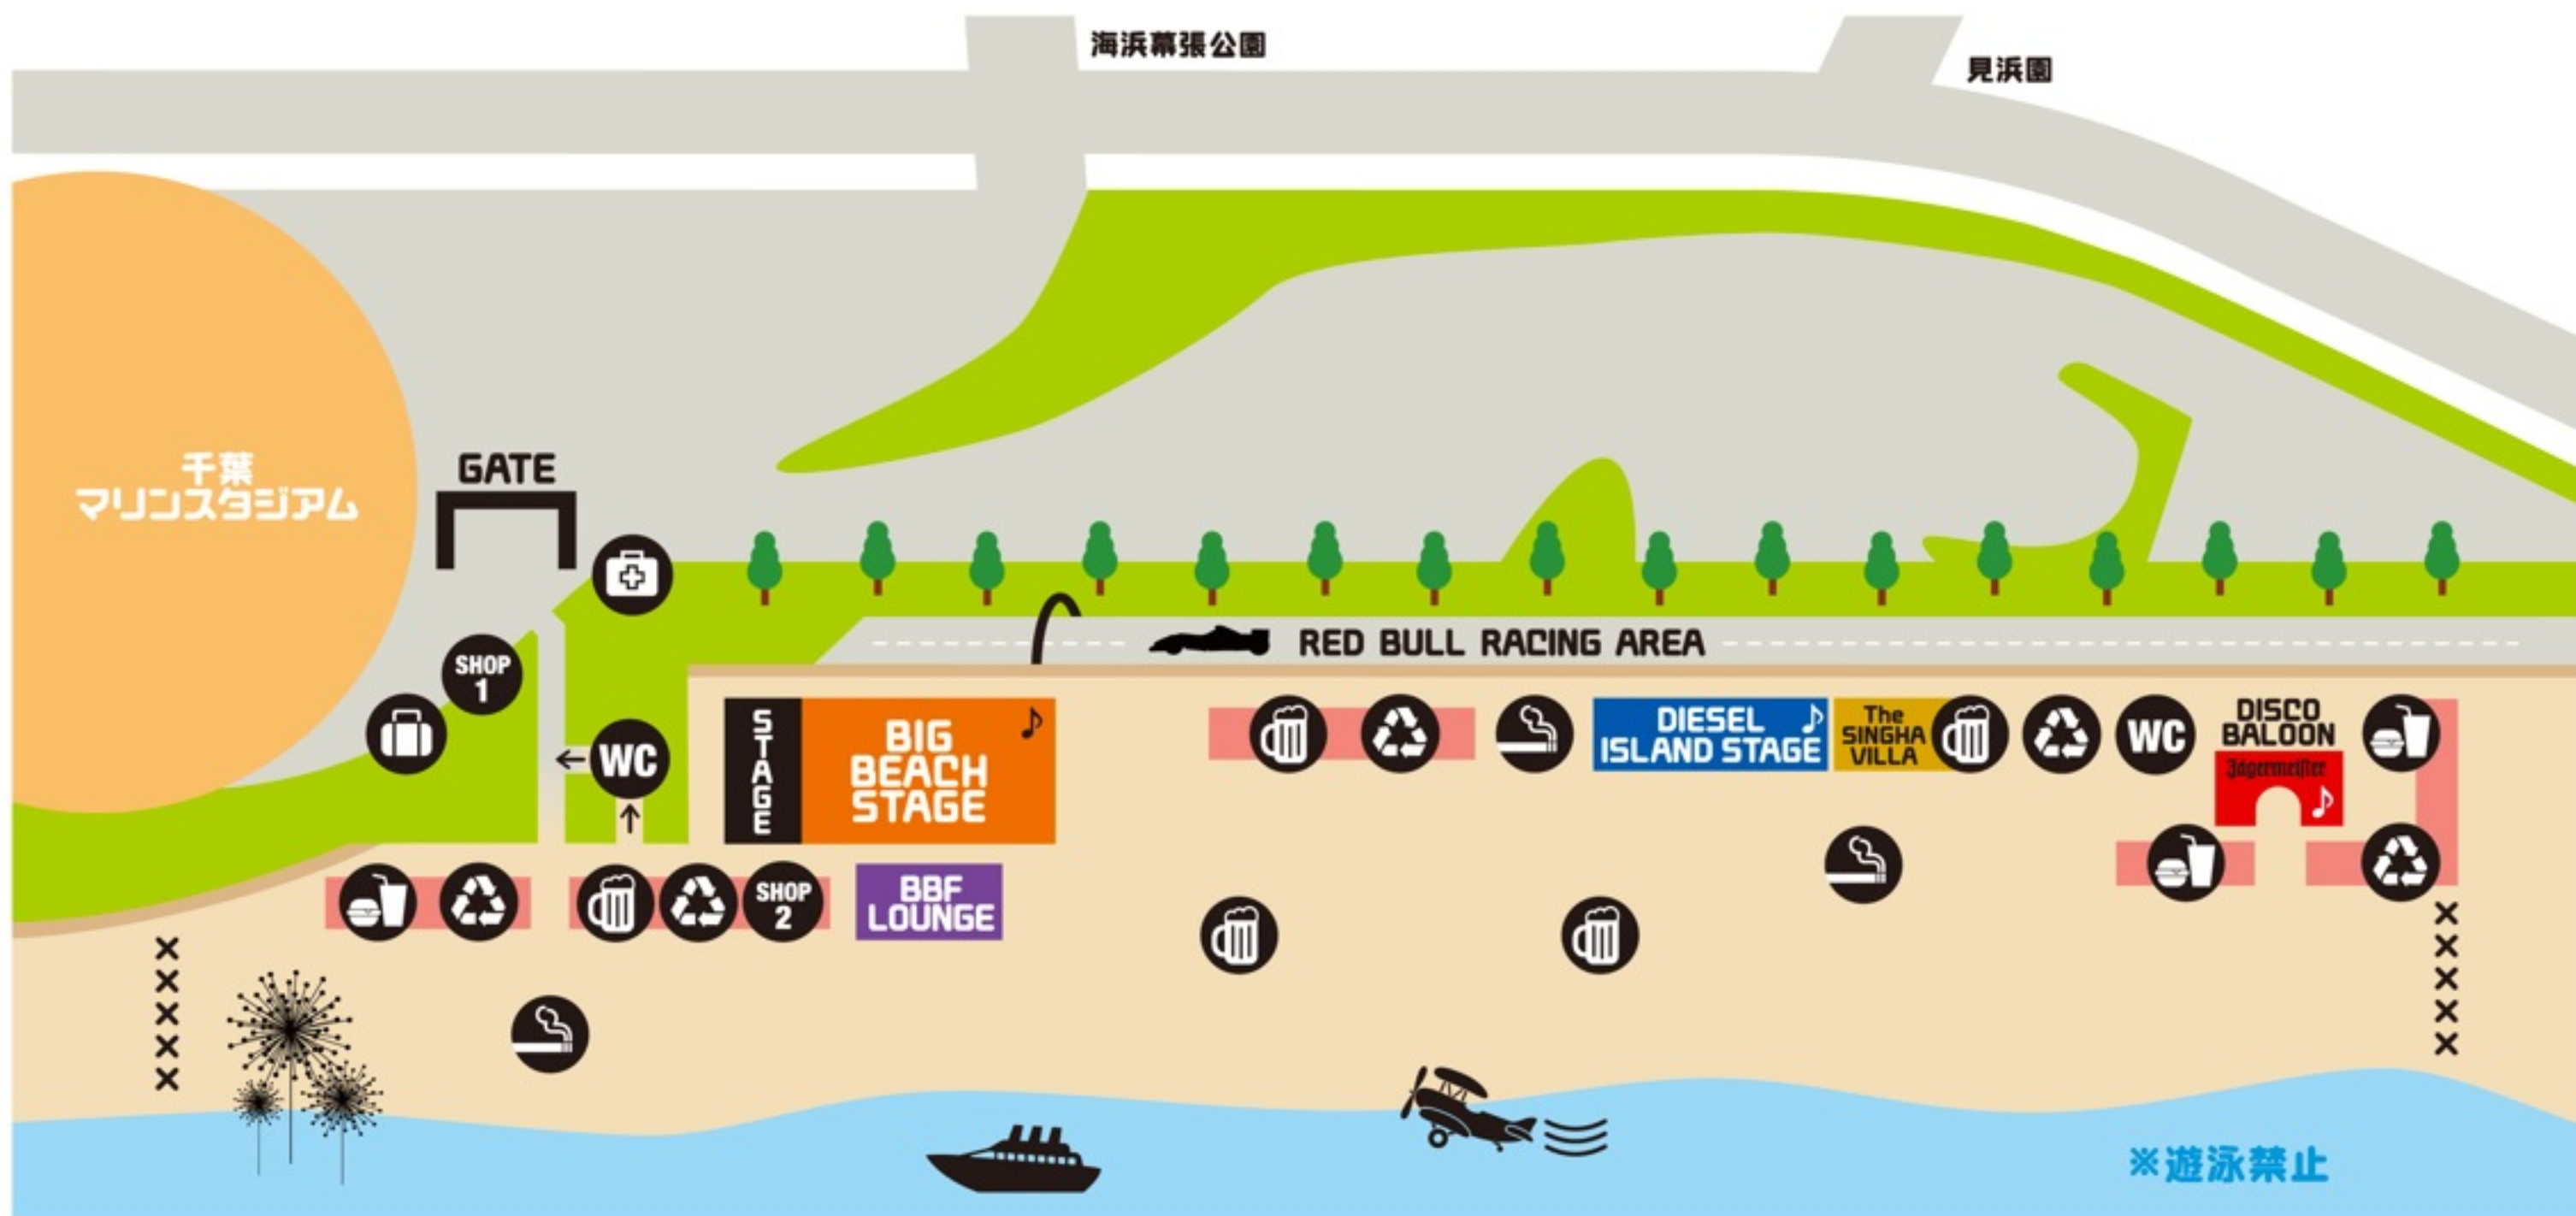 海浜幕張公園
見浜園
千葉
マリンスタジアム
GATE
SHOP
1
WC
RED BULL RACING AREA
STAGE
BIG
BEACH
STAGE
DIESEL
ISLAND STAGE
The
SINGHA
VILLA
WC
DISCO
BALOON
Jägermeister
SHOP
2
BBF
LOUNGE
※遊泳禁止